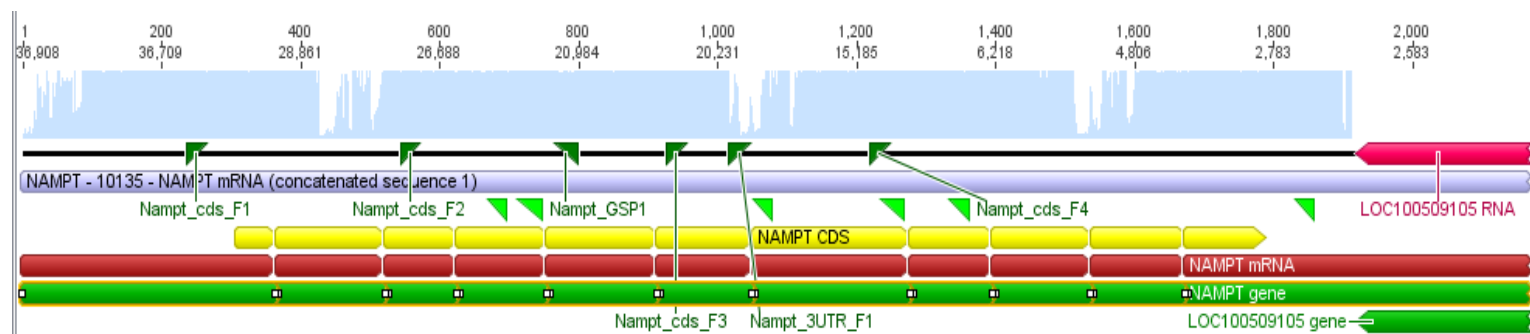 1 200 400 600 800 1,000 1,200 1,400 1,600 1,800 2,000
36,908 36,709 28,861 26,688 20,984 20,231 15,185 6,218 4,806 2,783 2,583
NAMPT - 10135 - NAMPT mRNA (concatenated sequence 1)
Nampt_cds_F1 Nampt_cds_F2 Nampt_GSP1 Nampt_cds_F4 LOC100509105 RNA
NAMPT CDS
NAMPT mRNA
NAMPT gene
Nampt_cds_F3 Nampt_3UTR_F1 LOC100509105 gene